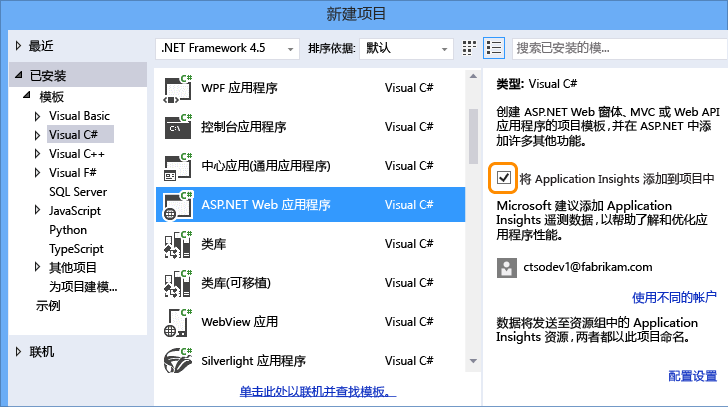 新建项目
最近
已安装
模板
Visual Basic
Visual C#
Visual C++
Visual F#
SQL Server
JavaScript
Python
TypeScript
其他项目
为项目建模...
示例
联机
.NET Framework 4.5 排序依据: 默认 搜索已安装的模...
WPF 应用程序 Visual C#
控制台应用程序 Visual C#
中心应用(通用应用程序) Visual C#
ASP.NET Web 应用程序 Visual C#
类库 Visual C#
类库(可移植) Visual C#
WebView 应用 Visual C#
Silverlight 应用程序 Visual C#
单击此处以联机并查找模板。
类型: Visual C#
创建 ASP.NET Web 窗体、MVC 或 Web API
应用程序的项目模板,并在 ASP.NET 中添
加许多其他功能。
将 Application Insights 添加到项目中
Microsoft 建议添加 Application
Insights 遥测数据,以帮助了解和优化应
用程序性能。
ctsodev1@fabrikam.com
使用不同的帐户
数据将发送至资源组中的 Application
Insights 资源,两者都以此项目命名。
配置设置